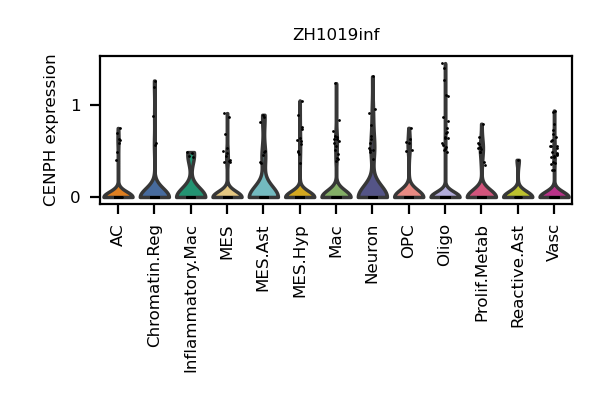 ZH1019inf
CENPH expression
1
0
AC
Chromatin.Reg
Inflammatory.Mac
MES
MES.Ast
MES.Hyp
Mac
Neuron
OPC
Oligo
Prolif.Metab
Reactive.Ast
Vasc